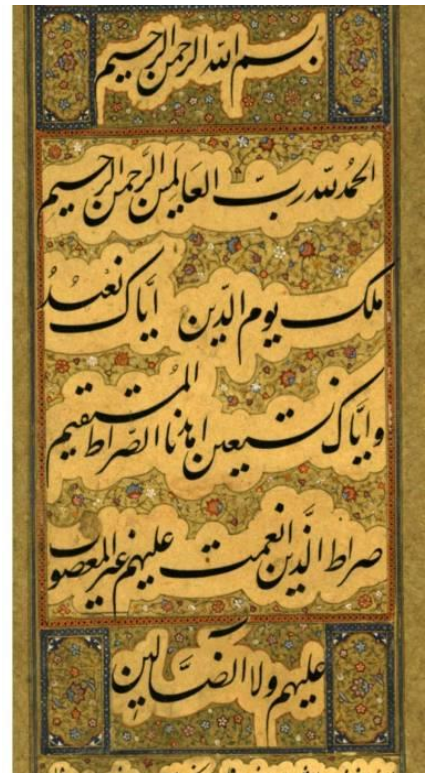 بسم الله الرحمن الرحيم
الحمد لله رب العالمين الرحمن الرحيم
ملك يوم الدين اياك نعبد
واياك نستعين اهدنا الصراط المستقيم
صراط الذين انعمت عليهم غير المغضوب
عليهم ولا الضالين